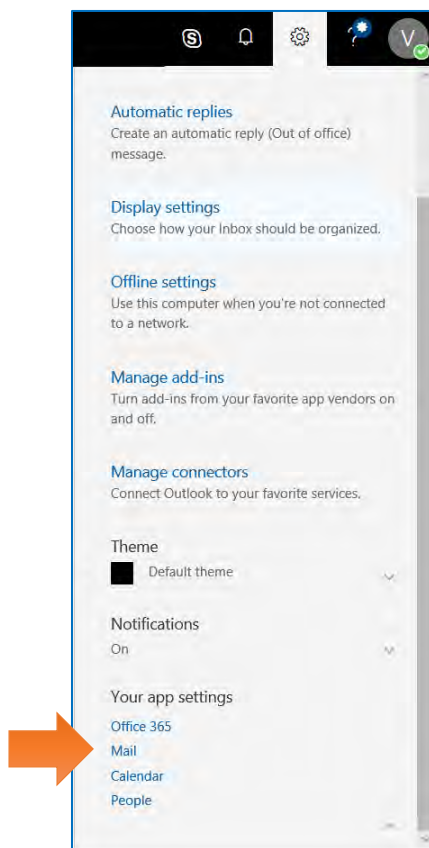 V
Automatic replies
Create an automatic reply (Out of office)
message.
Display settings
Choose how your Inbox should be organized.
Offline settings
Use this computer when you're not connected
to a network.
Manage add-ins
Turn add-ins from your favorite app vendors on
and off.
Manage connectors
Connect Outlook to your favorite services.
Theme
Default theme
Notifications
On
Your app settings
Office 365
Mail
Calendar
People